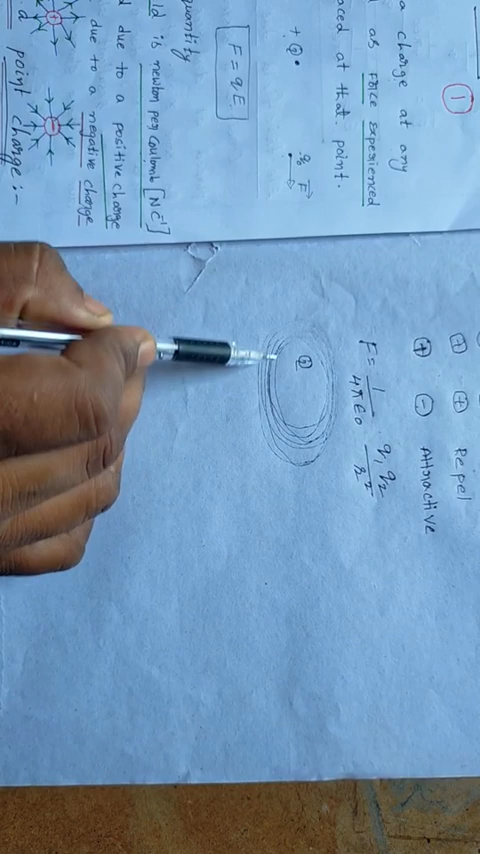 1
a charge at any
as Force experienced
aced at that point.
+Q
q₀ F
F = qE
quantity
ld is newton per Coulomb [N C⁻¹]
d due to a positive charge
due to a negative charge
+ -
point charge :-
+ + Repel
+ - Attractive
F = 1/4πε₀ q₁q₂/r²
Q